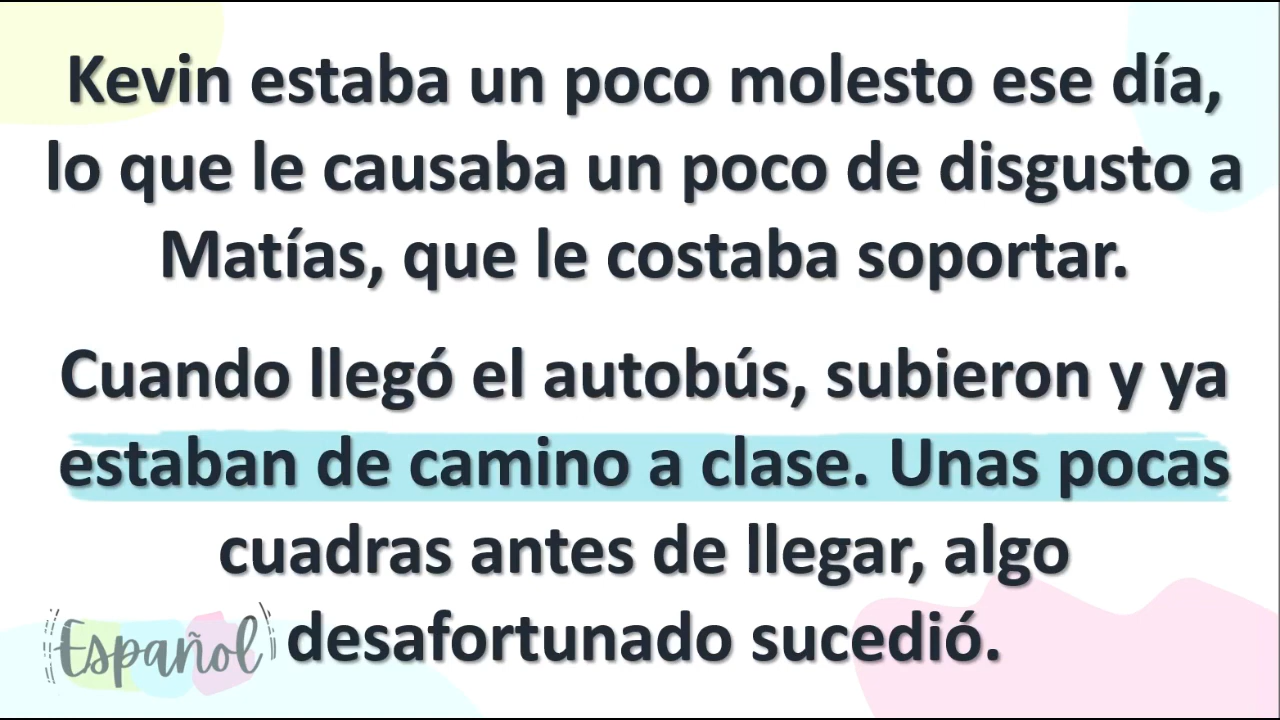 Kevin estaba un poco molesto ese día,
lo que le causaba un poco de disgusto a
Matías, que le costaba soportar.
Cuando llegó el autobús, subieron y ya
estaban de camino a clase. Unas pocas
cuadras antes de llegar, algo
desafortunado sucedió.
Español